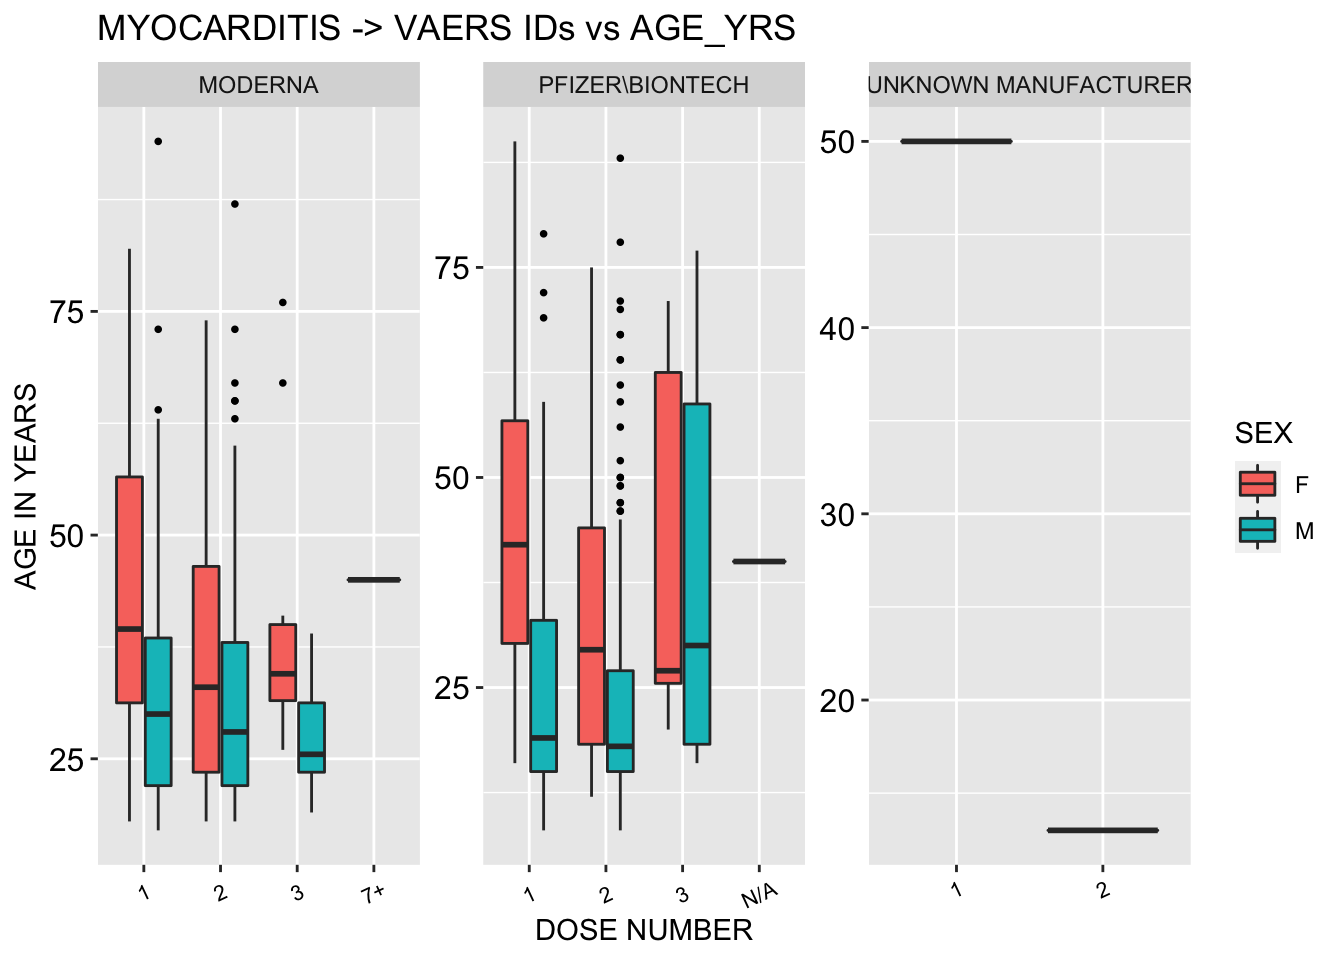 MYOCARDITIS -> VAERS IDs vs AGE_YRS
MODERNA
PFIZER\BIONTECH
UNKNOWN MANUFACTURER
AGE IN YEARS
75
50
25
75
50
25
50
40
30
20
1 2 3 7+
1 2 3 N/A
1 2
DOSE NUMBER
SEX
F
M